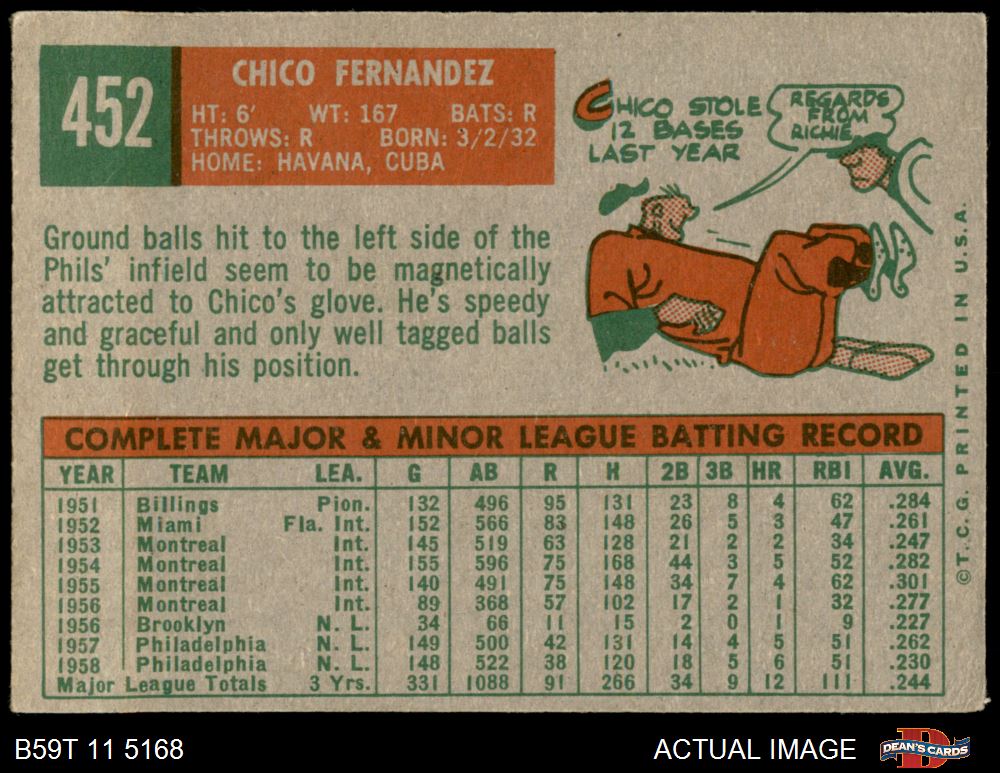 452
CHICO FERNANDEZ
HT: 6' WT: 167 BATS: R
THROWS: R BORN: 3/2/32
HOME: HAVANA, CUBA
CHICO STOLE
12 BASES
LAST YEAR
REGARDS
FROM
RICHIE
Ground balls hit to the left side of the
Phils' infield seem to be magnetically
attracted to Chico's glove. He's speedy
and graceful and only well tagged balls
get through his position.
COMPLETE MAJOR & MINOR LEAGUE BATTING RECORD
YEAR TEAM LEA. G AB R H 2B 3B HR RBI AVG.
1951 Billings Pion. 132 496 95 131 23 8 4 62 .284
1952 Miami Fla. Int. 152 566 83 148 26 5 3 47 .261
1953 Montreal Int. 145 519 63 128 21 2 2 34 .247
1954 Montreal Int. 155 596 75 168 44 3 5 52 .282
1955 Montreal Int. 140 491 75 148 34 7 4 62 .301
1956 Montreal Int. 89 368 57 102 17 2 1 32 .277
1956 Brooklyn N. L. 34 66 11 15 2 0 1 9 .227
1957 Philadelphia N. L. 149 500 42 131 14 4 5 51 .262
1958 Philadelphia N. L. 148 522 38 120 18 5 6 51 .230
Major League Totals 3 Yrs. 331 1088 91 266 34 9 12 111 .244
©T.C.G. PRINTED IN U.S.A.
B59T 11 5168
ACTUAL IMAGE
DEAN'S CARDS